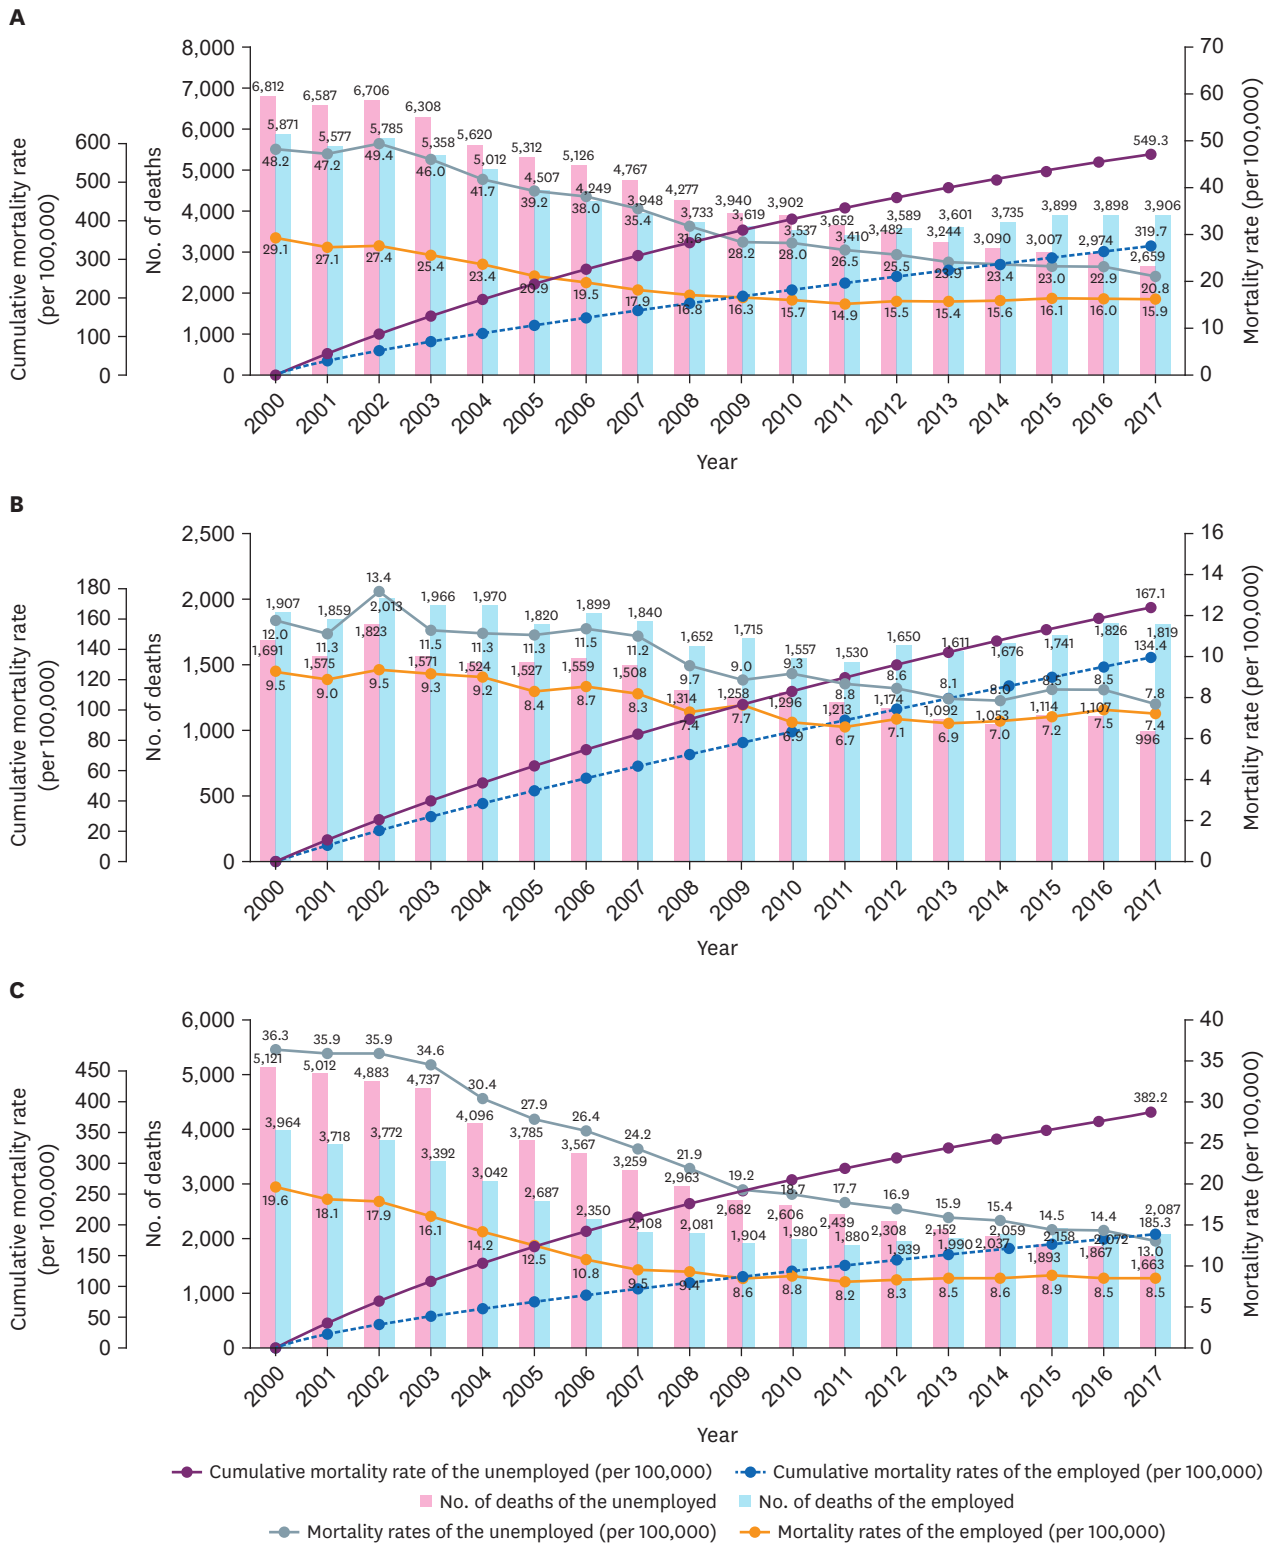 A
Cumulative mortality rate
(per 100,000)
600
500
400
300
200
100
0
No. of deaths
8,000
7,000
6,000
5,000
4,000
3,000
2,000
1,000
0
6,812 6,587 6,706 6,308 5,620 5,312 5,126 4,767 4,277 3,940 3,902 3,652 3,482 3,244 3,090 3,007 2,974 2,659
5,871 5,577 5,785 5,358 5,012 4,507 4,249 3,948 3,733 3,619 3,537 3,410 3,589 3,601 3,735 3,899 3,898 3,906
48.2 47.2 49.4 46.0 41.7 39.2 38.0 35.4 31.6 28.2 28.0 26.5 25.5 23.9 23.4 23.0 22.9 20.8
29.1 27.1 27.4 25.4 23.4 20.9 19.5 17.9 16.8 16.3 15.7 14.9 15.5 15.4 15.6 16.1 16.0 15.9
549.3
319.7
70
60
50
40
30
20
10
0
Mortality rate (per 100,000)
2000 2001 2002 2003 2004 2005 2006 2007 2008 2009 2010 2011 2012 2013 2014 2015 2016 2017
Year
B
Cumulative mortality rate
(per 100,000)
180
160
140
120
100
80
60
40
20
0
No. of deaths
2,500
2,000
1,500
1,000
500
0
1,907 1,859 2,013 1,966 1,970 1,820 1,899 1,840 1,652 1,715 1,557 1,530 1,650 1,611 1,676 1,741 1,826 1,819
12.0 11.3 13.4 11.5 11.3 11.3 11.5 11.2 9.7 9.0 9.3 8.8 8.6 8.1 8.0 8.5 8.5 7.8
1,691 1,575 1,823 1,571 1,524 1,527 1,559 1,508 1,314 1,258 1,296 1,213 1,174 1,092 1,053 1,114 1,107 996
9.5 9.0 9.5 9.3 9.2 8.4 8.7 8.3 7.4 7.7 6.9 6.7 7.1 6.9 7.0 7.2 7.5 7.4
167.1
134.4
16
14
12
10
8
6
4
2
0
Mortality rate (per 100,000)
2000 2001 2002 2003 2004 2005 2006 2007 2008 2009 2010 2011 2012 2013 2014 2015 2016 2017
Year
C
Cumulative mortality rate
(per 100,000)
450
400
350
300
250
200
150
100
50
0
No. of deaths
6,000
5,000
4,000
3,000
2,000
1,000
0
36.3 35.9 35.9 34.6 30.4 27.9 26.4 24.2 21.9 19.2 18.7 17.7 16.9 15.9 15.4 14.5 14.4 13.0
5,121 5,012 4,883 4,737 4,096 3,785 3,567 3,259 2,963 2,682 2,606 2,439 2,308 2,152 2,037 1,893 1,867 1,663
3,964 3,718 3,772 3,392 3,042 2,687 2,350 2,108 2,081 1,904 1,980 1,880 1,939 1,990 2,059 2,158 2,072 2,087
19.6 18.1 17.9 16.1 14.2 12.5 10.8 9.5 9.4 8.6 8.8 8.2 8.3 8.5 8.6 8.9 8.5 8.5
382.2
185.3
40
35
30
25
20
15
10
5
0
Mortality rate (per 100,000)
2000 2001 2002 2003 2004 2005 2006 2007 2008 2009 2010 2011 2012 2013 2014 2015 2016 2017
Year
Cumulative mortality rate of the unemployed (per 100,000) Cumulative mortality rates of the employed (per 100,000)
No. of deaths of the unemployed No. of deaths of the employed
Mortality rates of the unemployed (per 100,000) Mortality rates of the employed (per 100,000)